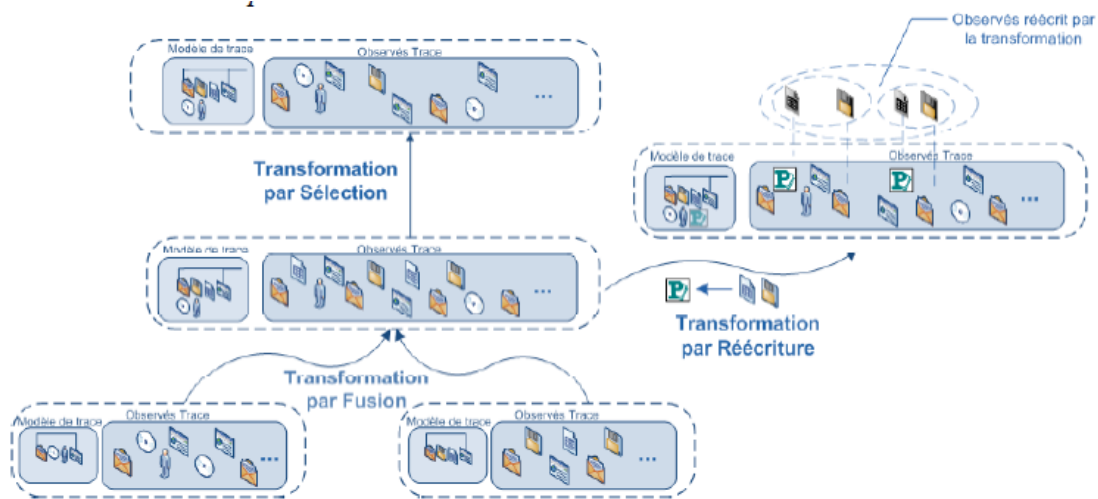 Observés réécrit par
la transformation
Modèle de trace
Observés Trace
...
Transformation
par Sélection
Modèle de trace
Observés Trace
...
Modèle de trace
Observés Trace
...
P
Transformation
par Réécriture
Transformation
par Fusion
Modèle de trace
Observés Trace
...
Modèle de trace
Observés Trace
...